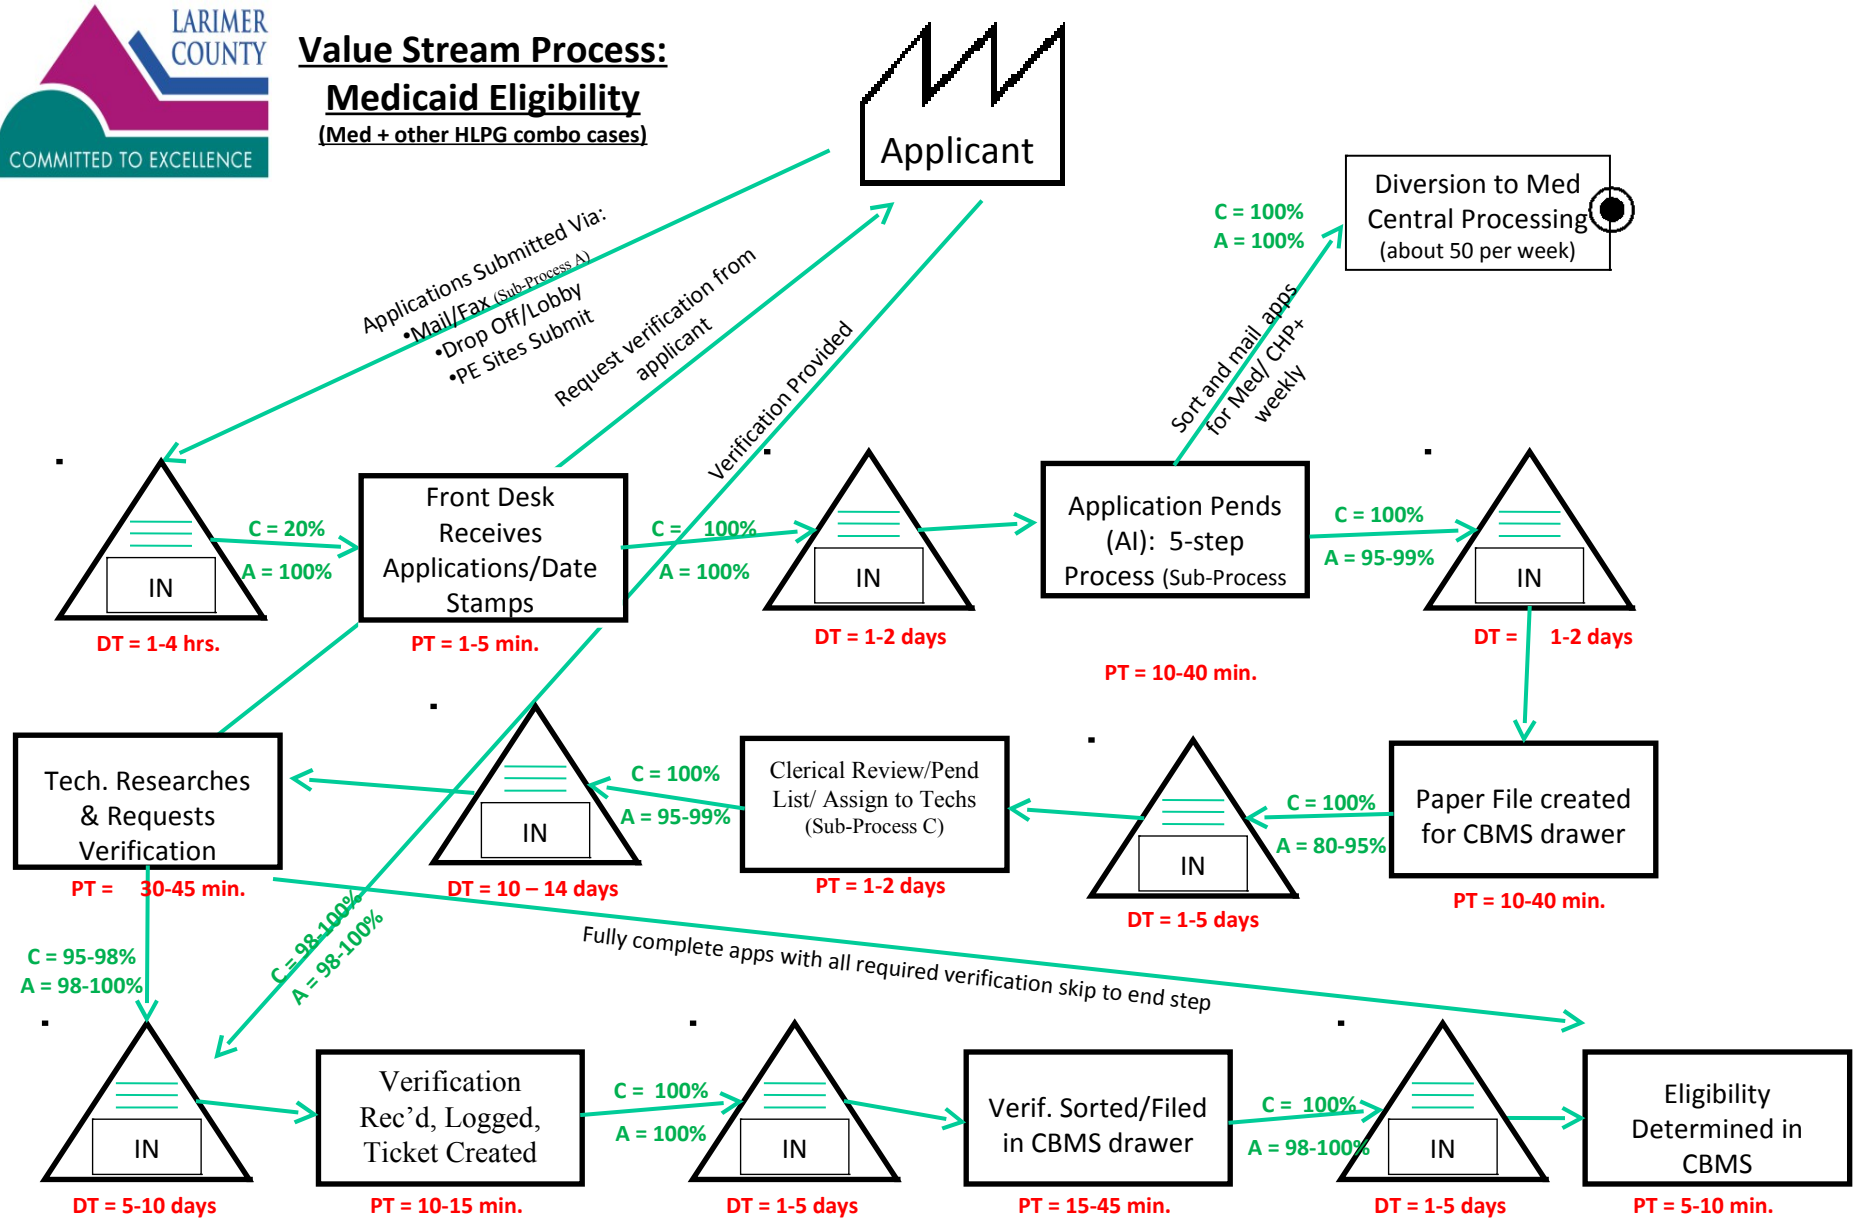 LARIMER
COUNTY
COMMITTED TO EXCELLENCE
Value Stream Process:
Medicaid Eligibility
(Med + other HLPG combo cases)
Applicant
Diversion to Med
Central Processing
(about 50 per week)
C = 100%
A = 100%
Applications Submitted Via:
•Mail/Fax (Sub-Process A)
•Drop Off/Lobby
•PE Sites Submit
Request verification from
applicant
Verification Provided
Sort and mail apps
for Med/ CHP+
weekly
IN
DT = 1-4 hrs.
C = 20%
A = 100%
Front Desk
Receives
Applications/Date
Stamps
PT = 1-5 min.
C = 100%
A = 100%
IN
DT = 1-2 days
Application Pends
(AI): 5-step
Process (Sub-Process
PT = 10-40 min.
C = 100%
A = 95-99%
IN
DT = 1-2 days
Tech. Researches
& Requests
Verification
PT = 30-45 min.
IN
DT = 10 – 14 days
C = 100%
A = 95-99%
Clerical Review/Pend
List/ Assign to Techs
(Sub-Process C)
PT = 1-2 days
IN
DT = 1-5 days
C = 100%
A = 80-95%
Paper File created
for CBMS drawer
PT = 10-40 min.
C = 95-98%
A = 98-100%
C = 98-100%
A = 98-100%
Fully complete apps with all required verification skip to end step
IN
DT = 5-10 days
Verification
Rec’d, Logged,
Ticket Created
PT = 10-15 min.
C = 100%
A = 100%
IN
DT = 1-5 days
Verif. Sorted/Filed
in CBMS drawer
PT = 15-45 min.
C = 100%
A = 98-100%
IN
DT = 1-5 days
Eligibility
Determined in
CBMS
PT = 5-10 min.